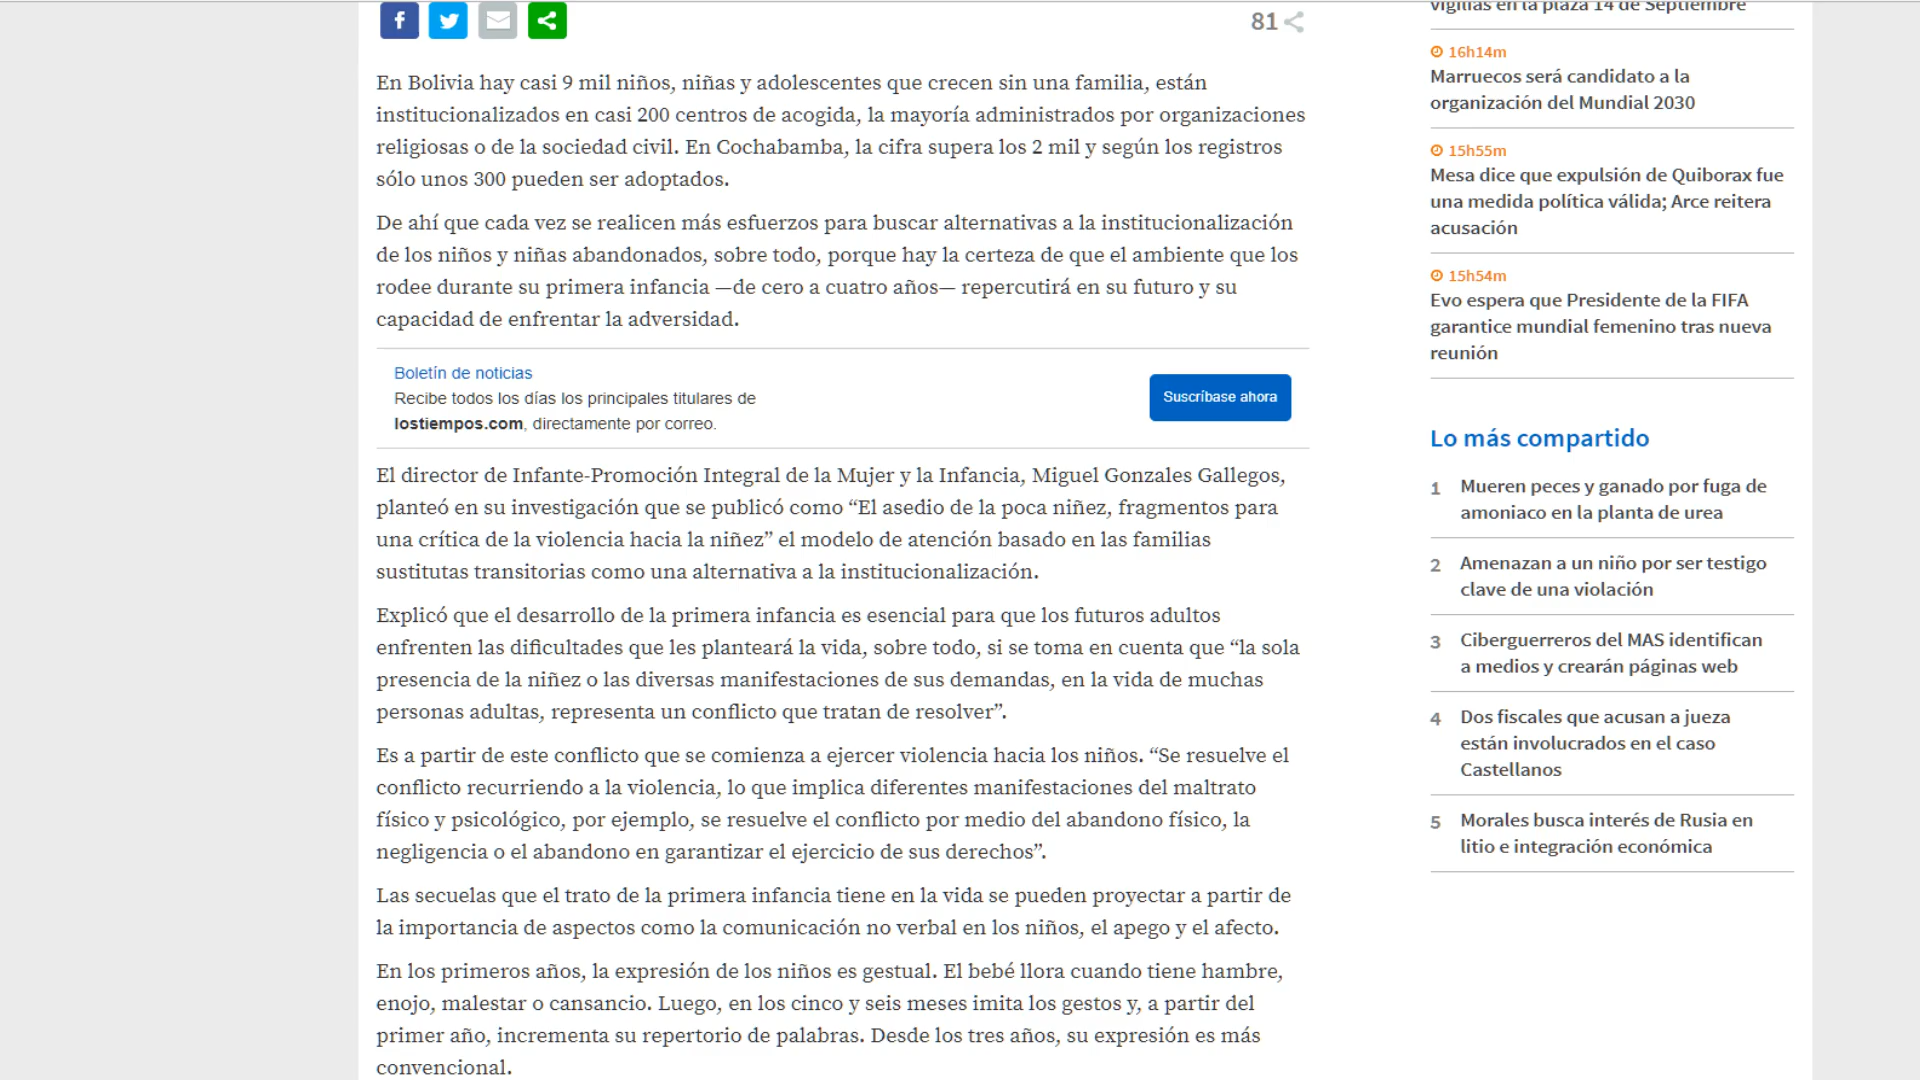 81
En Bolivia hay casi 9 mil niños, niñas y adolescentes que crecen sin una familia, están
institucionalizados en casi 200 centros de acogida, la mayoría administrados por organizaciones
religiosas o de la sociedad civil. En Cochabamba, la cifra supera los 2 mil y según los registros
sólo unos 300 pueden ser adoptados.
De ahí que cada vez se realicen más esfuerzos para buscar alternativas a la institucionalización
de los niños y niñas abandonados, sobre todo, porque hay la certeza de que el ambiente que los
rodee durante su primera infancia —de cero a cuatro años— repercutirá en su futuro y su
capacidad de enfrentar la adversidad.
Boletín de noticias
Recibe todos los días los principales titulares de
lostiempos.com, directamente por correo.
Suscríbase ahora
El director de Infante-Promoción Integral de la Mujer y la Infancia, Miguel Gonzales Gallegos,
planteó en su investigación que se publicó como “El asedio de la poca niñez, fragmentos para
una crítica de la violencia hacia la niñez” el modelo de atención basado en las familias
sustitutas transitorias como una alternativa a la institucionalización.
Explicó que el desarrollo de la primera infancia es esencial para que los futuros adultos
enfrenten las dificultades que les planteará la vida, sobre todo, si se toma en cuenta que “la sola
presencia de la niñez o las diversas manifestaciones de sus demandas, en la vida de muchas
personas adultas, representa un conflicto que tratan de resolver”.
Es a partir de este conflicto que se comienza a ejercer violencia hacia los niños. “Se resuelve el
conflicto recurriendo a la violencia, lo que implica diferentes manifestaciones del maltrato
físico y psicológico, por ejemplo, se resuelve el conflicto por medio del abandono físico, la
negligencia o el abandono en garantizar el ejercicio de sus derechos”.
Las secuelas que el trato de la primera infancia tiene en la vida se pueden proyectar a partir de
la importancia de aspectos como la comunicación no verbal en los niños, el apego y el afecto.
En los primeros años, la expresión de los niños es gestual. El bebé llora cuando tiene hambre,
enojo, malestar o cansancio. Luego, en los cinco y seis meses imita los gestos y, a partir del
primer año, incrementa su repertorio de palabras. Desde los tres años, su expresión es más
convencional.
vigilias en la plaza 14 de Septiembre
16h14m
Marruecos será candidato a la
organización del Mundial 2030
15h55m
Mesa dice que expulsión de Quiborax fue
una medida política válida; Arce reitera
acusación
15h54m
Evo espera que Presidente de la FIFA
garantice mundial femenino tras nueva
reunión
Lo más compartido
1 Mueren peces y ganado por fuga de
amoniaco en la planta de urea
2 Amenazan a un niño por ser testigo
clave de una violación
3 Ciberguerreros del MAS identifican
a medios y crearán páginas web
4 Dos fiscales que acusan a jueza
están involucrados en el caso
Castellanos
5 Morales busca interés de Rusia en
litio e integración económica